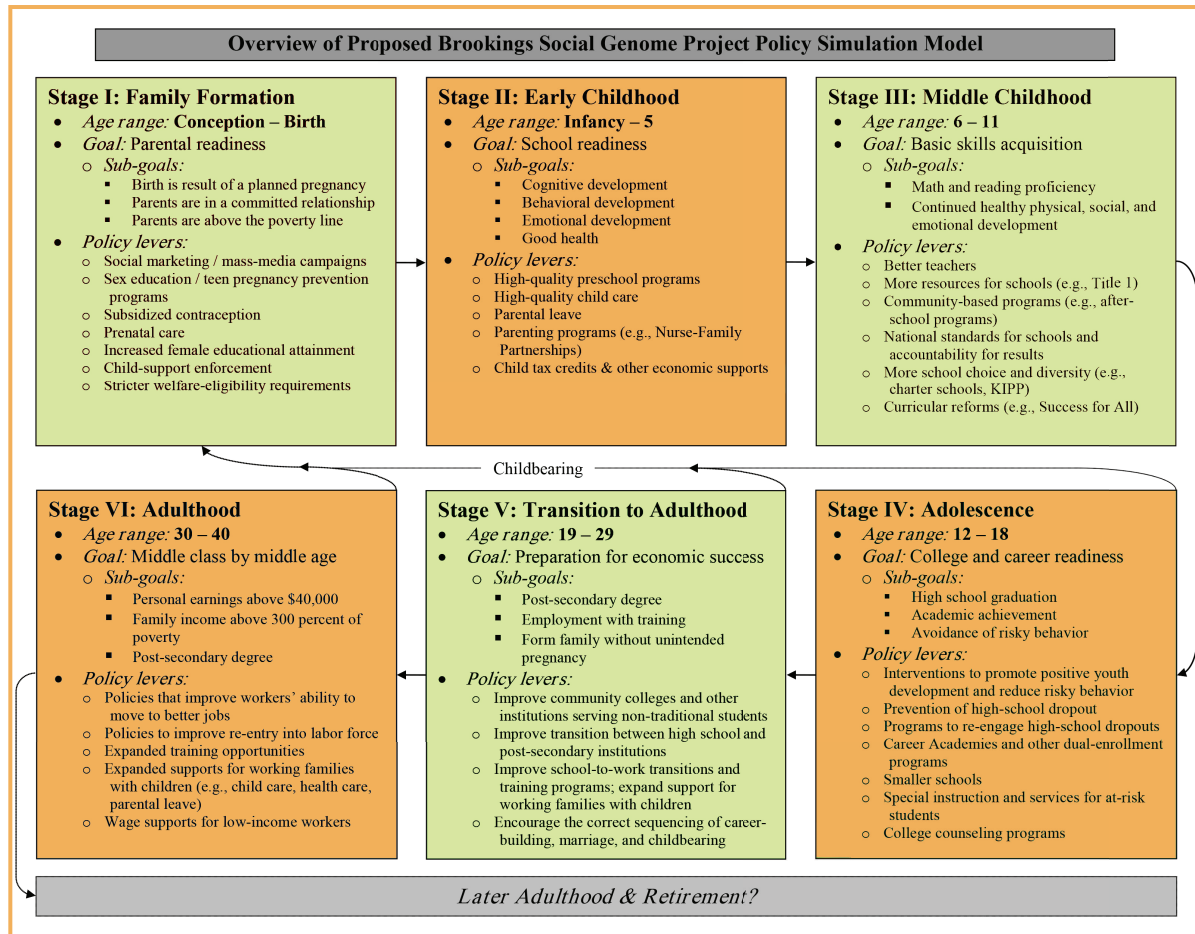 Overview of Proposed Brookings Social Genome Project Policy Simulation Model
Stage I: Family Formation
● Age range: Conception – Birth
● Goal: Parental readiness
o Sub-goals:
▪ Birth is result of a planned pregnancy
▪ Parents are in a committed relationship
▪ Parents are above the poverty line
● Policy levers:
o Social marketing / mass-media campaigns
o Sex education / teen pregnancy prevention
programs
o Subsidized contraception
o Prenatal care
o Increased female educational attainment
o Child-support enforcement
o Stricter welfare-eligibility requirements
Stage II: Early Childhood
● Age range: Infancy – 5
● Goal: School readiness
o Sub-goals:
▪ Cognitive development
▪ Behavioral development
▪ Emotional development
▪ Good health
● Policy levers:
o High-quality preschool programs
o High-quality child care
o Parental leave
o Parenting programs (e.g., Nurse-Family
Partnerships)
o Child tax credits & other economic supports
Stage III: Middle Childhood
● Age range: 6 – 11
● Goal: Basic skills acquisition
o Sub-goals:
▪ Math and reading proficiency
▪ Continued healthy physical, social, and
emotional development
● Policy levers:
o Better teachers
o More resources for schools (e.g., Title 1)
o Community-based programs (e.g., after-
school programs)
o National standards for schools and
accountability for results
o More school choice and diversity (e.g.,
charter schools, KIPP)
o Curricular reforms (e.g., Success for All)
Childbearing
Stage VI: Adulthood
● Age range: 30 – 40
● Goal: Middle class by middle age
o Sub-goals:
▪ Personal earnings above $40,000
▪ Family income above 300 percent of
poverty
▪ Post-secondary degree
● Policy levers:
o Policies that improve workers’ ability to
move to better jobs
o Policies to improve re-entry into labor force
o Expanded training opportunities
o Expanded supports for working families
with children (e.g., child care, health care,
parental leave)
o Wage supports for low-income workers
Stage V: Transition to Adulthood
● Age range: 19 – 29
● Goal: Preparation for economic success
o Sub-goals:
▪ Post-secondary degree
▪ Employment with training
▪ Form family without unintended
pregnancy
● Policy levers:
o Improve community colleges and other
institutions serving non-traditional students
o Improve transition between high school and
post-secondary institutions
o Improve school-to-work transitions and
training programs; expand support for
working families with children
o Encourage the correct sequencing of career-
building, marriage, and childbearing
Stage IV: Adolescence
● Age range: 12 – 18
● Goal: College and career readiness
o Sub-goals:
▪ High school graduation
▪ Academic achievement
▪ Avoidance of risky behavior
● Policy levers:
o Interventions to promote positive youth
development and reduce risky behavior
o Prevention of high-school dropout
o Programs to re-engage high-school dropouts
o Career Academies and other dual-enrollment
programs
o Smaller schools
o Special instruction and services for at-risk
students
o College counseling programs
Later Adulthood & Retirement?